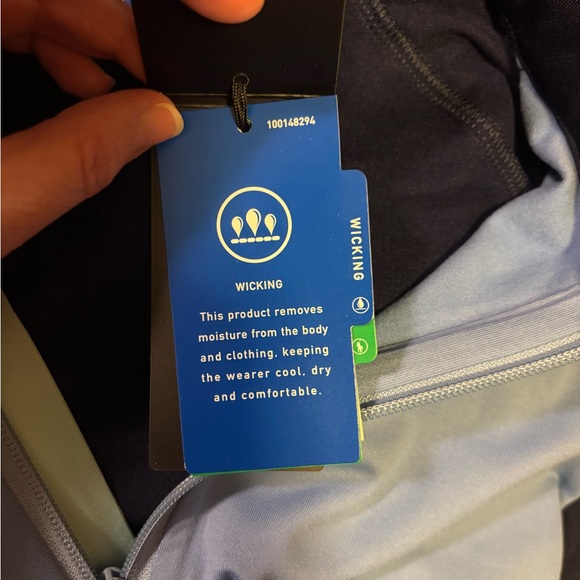 100148294
WICKING
This product removes
moisture from the body
and clothing, keeping
the wearer cool, dry
and comfortable.
WICKING